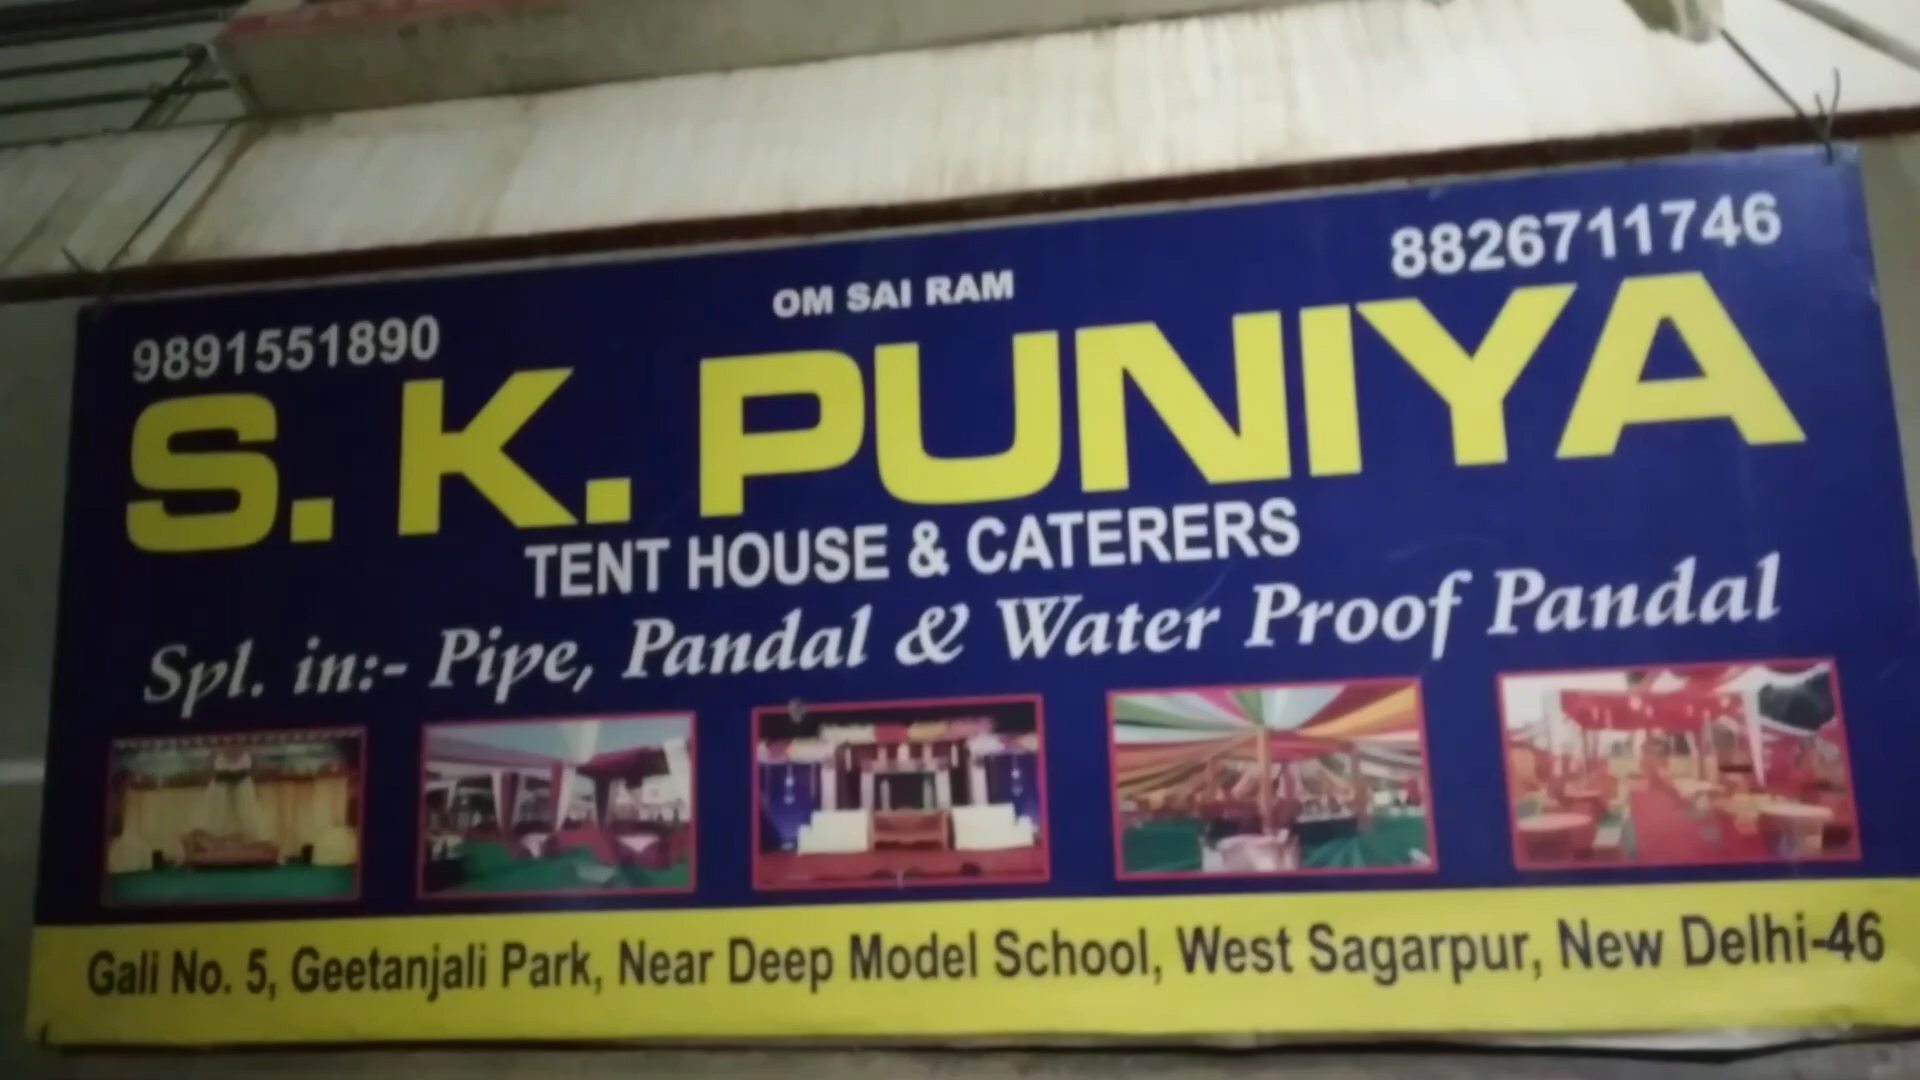 OM SAI RAM
9891551890
8826711746
S. K. PUNIYA
TENT HOUSE & CATERERS
Spl. in:- Pipe, Pandal & Water Proof Pandal
Gali No. 5, Geetanjali Park, Near Deep Model School, West Sagarpur, New Delhi-46